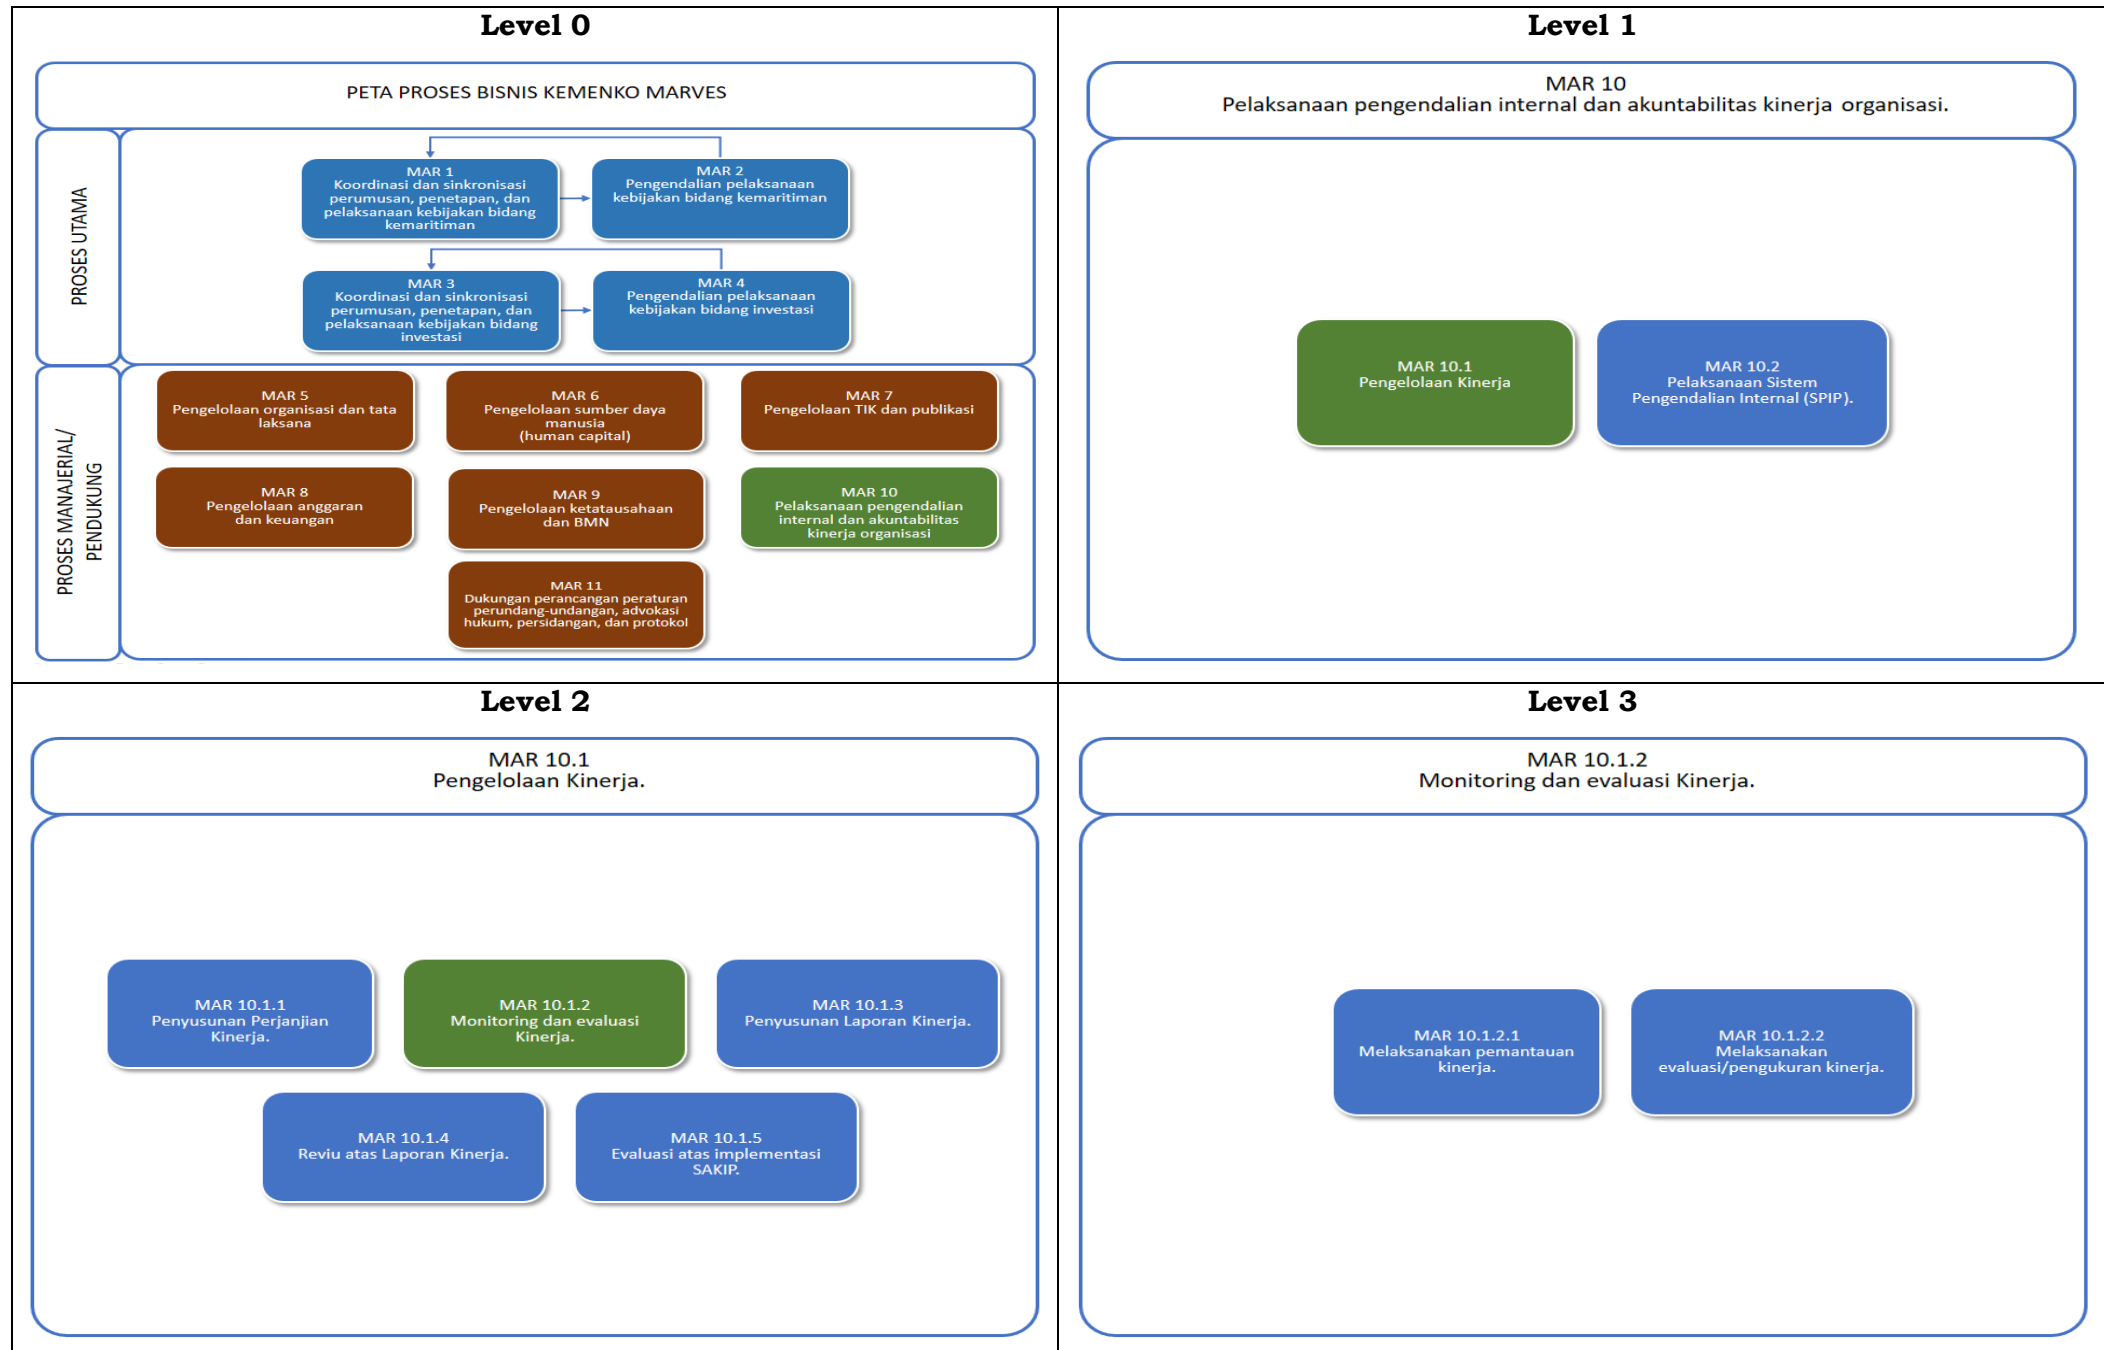 Level 0
PETA PROSES BISNIS KEMENKO MARVES
PROSES UTAMA
MAR 1
Koordinasi dan sinkronisasi
perumusan, penetapan, dan
pelaksanaan kebijakan bidang
kemaritiman
MAR 2
Pengendalian pelaksanaan
kebijakan bidang kemaritiman
MAR 3
Koordinasi dan sinkronisasi
perumusan, penetapan, dan
pelaksanaan kebijakan bidang
investasi
MAR 4
Pengendalian pelaksanaan
kebijakan bidang investasi
PROSES MANAJERIAL/
PENDUKUNG
MAR 5
Pengelolaan organisasi dan tata
laksana
MAR 6
Pengelolaan sumber daya
manusia
(human capital)
MAR 7
Pengelolaan TIK dan publikasi
MAR 8
Pengelolaan anggaran
dan keuangan
MAR 9
Pengelolaan ketatausahaan
dan BMN
MAR 10
Pelaksanaan pengendalian
internal dan akuntabilitas
kinerja organisasi
MAR 11
Dukungan perancangan peraturan
perundang-undangan, advokasi
hukum, persidangan, dan protokol
Level 1
MAR 10
Pelaksanaan pengendalian internal dan akuntabilitas kinerja organisasi.
MAR 10.1
Pengelolaan Kinerja
MAR 10.2
Pelaksanaan Sistem
Pengendalian Internal (SPIP).
Level 2
MAR 10.1
Pengelolaan Kinerja.
MAR 10.1.1
Penyusunan Perjanjian
Kinerja.
MAR 10.1.2
Monitoring dan evaluasi
Kinerja.
MAR 10.1.3
Penyusunan Laporan Kinerja.
MAR 10.1.4
Reviu atas Laporan Kinerja.
MAR 10.1.5
Evaluasi atas implementasi
SAKIP.
Level 3
MAR 10.1.2
Monitoring dan evaluasi Kinerja.
MAR 10.1.2.1
Melaksanakan pemantauan
kinerja.
MAR 10.1.2.2
Melaksanakan
evaluasi/pengukuran kinerja.